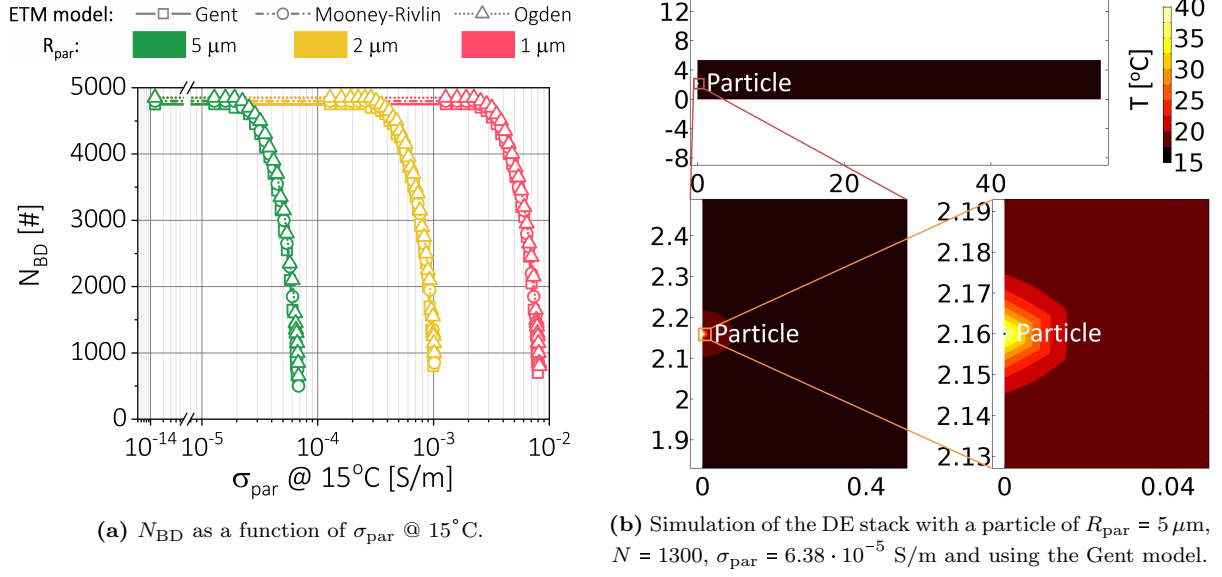 ETM model: Gent Mooney-Rivlin Ogden
R_par: 5 μm 2 μm 1 μm
5000
4000
3000
2000
1000
0
N_BD [#]
10^-14 10^-5 10^-4 10^-3 10^-2
σ_par @ 15°C [S/m]
(a) N_BD as a function of σ_par @ 15°C.
12
8
4
0
-4
-8
Particle
0 20 40
T [°C]
40
35
30
25
20
15
2.4
2.3
2.2
2.1
2
1.9
Particle
0 0.4
2.19
2.18
2.17
2.16
2.15
2.14
2.13
Particle
0 0.04
(b) Simulation of the DE stack with a particle of R_par = 5 μm,
N = 1300, σ_par = 6.38 · 10^-5 S/m and using the Gent model.